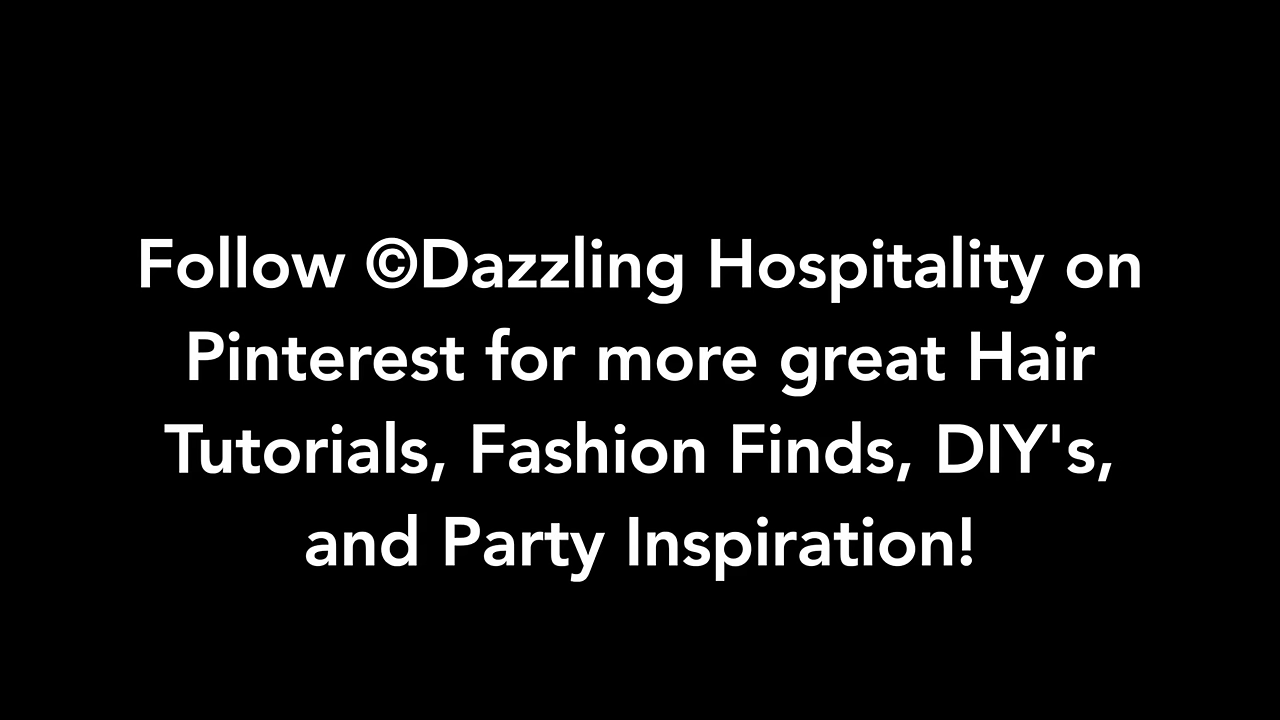 Follow ©Dazzling Hospitality on
Pinterest for more great Hair
Tutorials, Fashion Finds, DIY's,
and Party Inspiration!